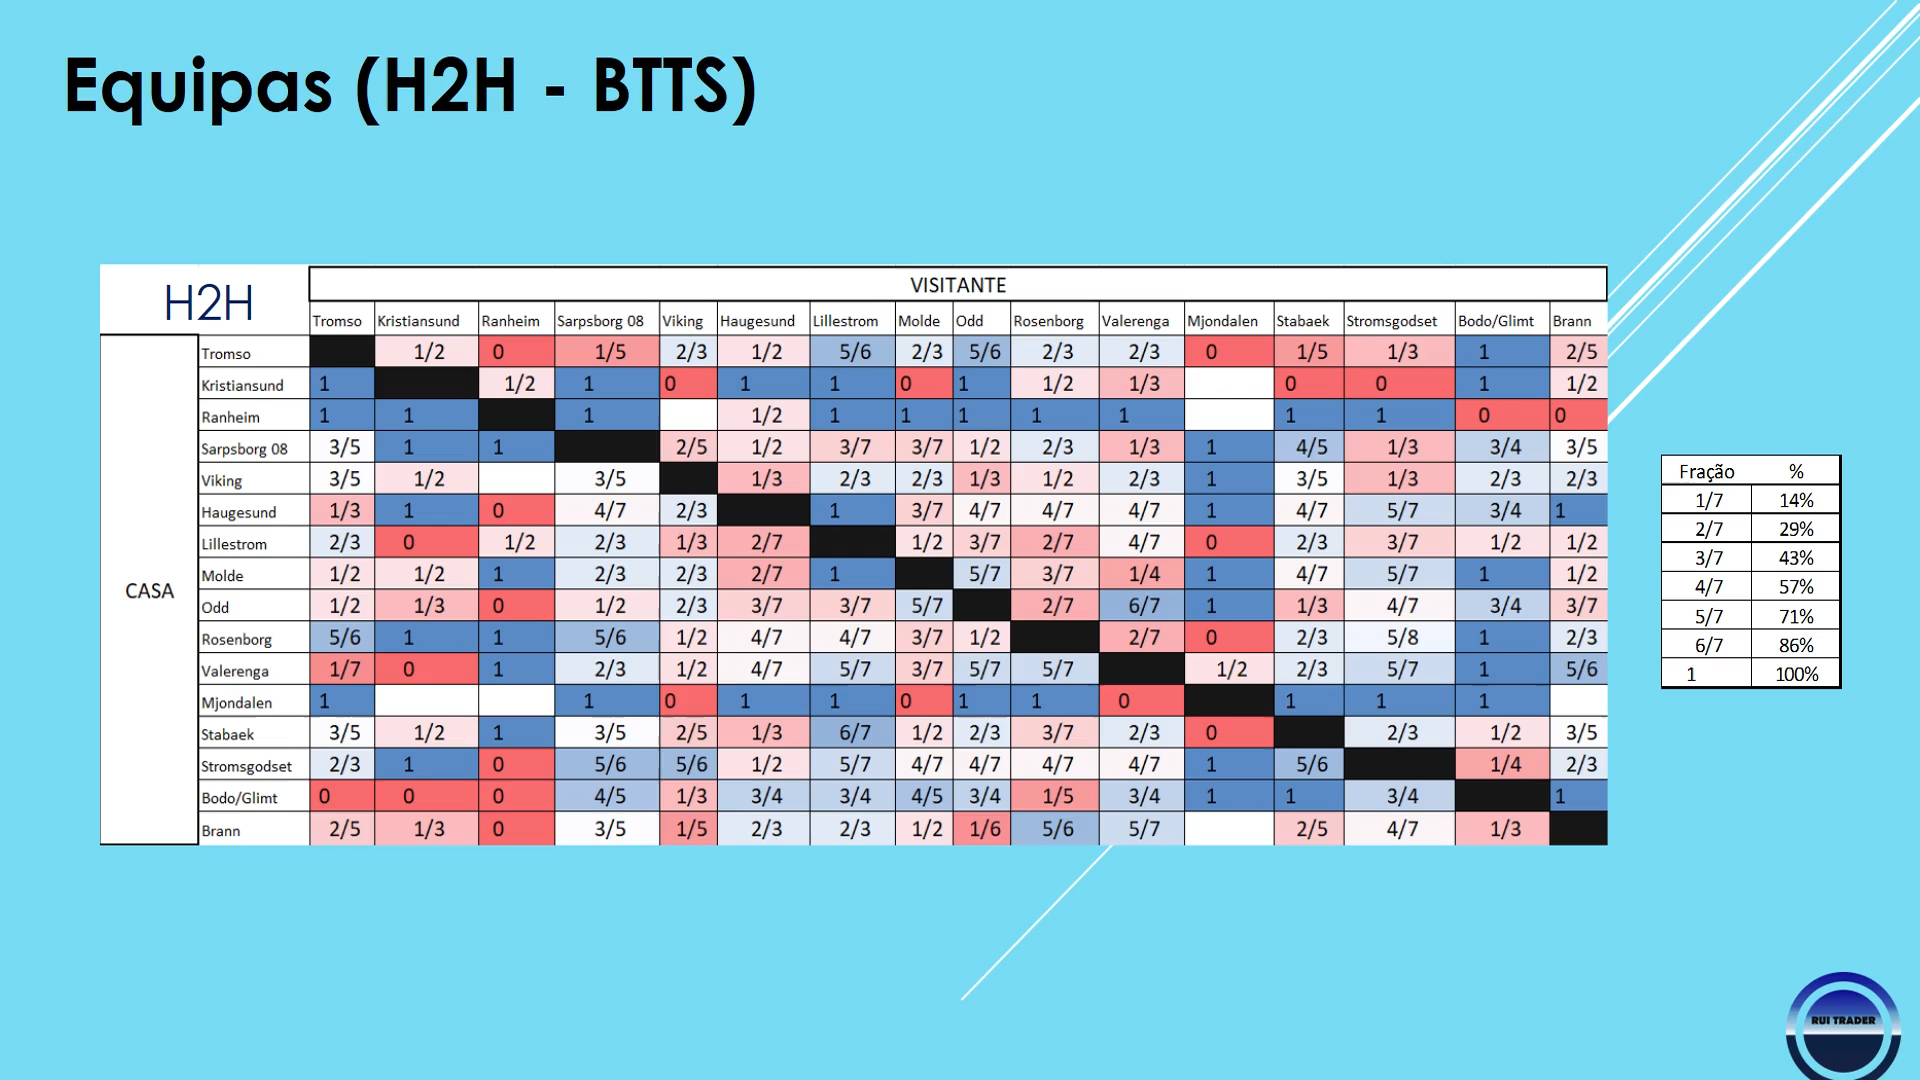 Equipas (H2H - BTTS)
H2H
VISITANTE
Tromso Kristiansund Ranheim Sarpsborg 08 Viking Haugesund Lillestrom Molde Odd Rosenborg Valerenga Mjondalen Stabaek Stromsgodset Bodo/Glimt Brann
CASA
Tromso 1/2 0 1/5 2/3 1/2 5/6 2/3 5/6 2/3 2/3 0 1/5 1/3 1 2/5
Kristiansund 1 1/2 1 0 1 1 0 1 1/2 1/3 0 0 1 1/2
Ranheim 1 1 1 1/2 1 1 1 1 1 1 1 0 0
Sarpsborg 08 3/5 1 1 2/5 1/2 3/7 3/7 1/2 2/3 1/3 1 4/5 1/3 3/4 3/5
Viking 3/5 1/2 3/5 1/3 2/3 2/3 1/3 1/2 2/3 1 3/5 1/3 2/3 2/3
Haugesund 1/3 1 0 4/7 2/3 1 3/7 4/7 4/7 4/7 1 4/7 5/7 3/4 1
Lillestrom 2/3 0 1/2 2/3 1/3 2/7 1/2 3/7 2/7 4/7 0 2/3 3/7 1/2 1/2
Molde 1/2 1/2 1 2/3 2/3 2/7 1 5/7 3/7 1/4 1 4/7 5/7 1 1/2
Odd 1/2 1/3 0 1/2 2/3 3/7 3/7 5/7 2/7 6/7 1 1/3 4/7 3/4 3/7
Rosenborg 5/6 1 1 5/6 1/2 4/7 4/7 3/7 1/2 2/7 0 2/3 5/8 1 2/3
Valerenga 1/7 0 1 2/3 1/2 4/7 5/7 3/7 5/7 5/7 1/2 2/3 5/7 1 5/6
Mjondalen 1 1 0 1 1 0 1 1 0 1 1 1
Stabaek 3/5 1/2 1 3/5 2/5 1/3 6/7 1/2 2/3 3/7 2/3 0 2/3 1/2 3/5
Stromsgodset 2/3 1 0 5/6 5/6 1/2 5/7 4/7 4/7 4/7 4/7 1 5/6 1/4 2/3
Bodo/Glimt 0 0 0 4/5 1/3 3/4 3/4 4/5 3/4 1/5 3/4 1 1 3/4 1
Brann 2/5 1/3 0 3/5 1/5 2/3 2/3 1/2 1/6 5/6 5/7 2/5 4/7 1/3
Fração %
1/7 14%
2/7 29%
3/7 43%
4/7 57%
5/7 71%
6/7 86%
1 100%
RUI TRADER